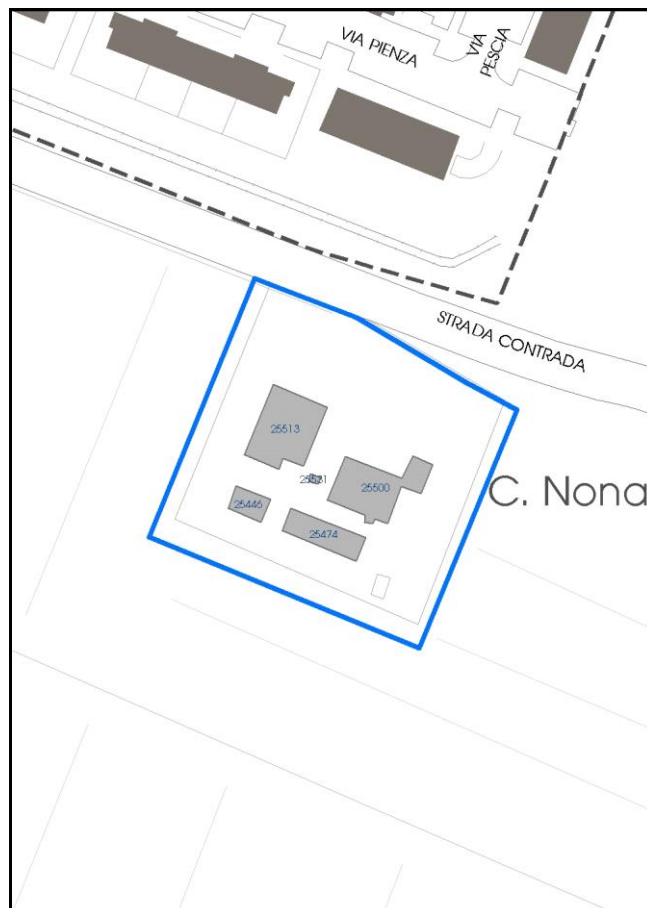 VIA PIENZA
VIA
PESCIA
STRADA CONTRADA
25513
25500
C. Nona
25446
25474